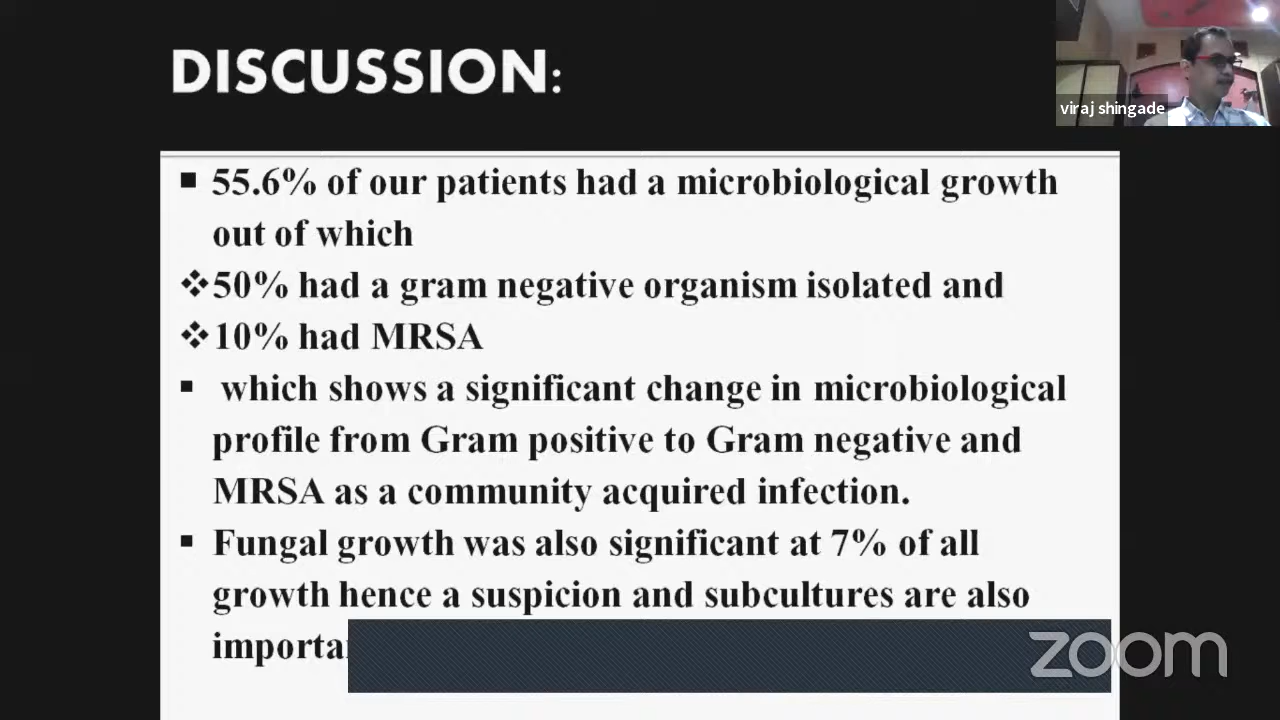 DISCUSSION:
viraj shingade
▪ 55.6% of our patients had a microbiological growth
out of which
❖50% had a gram negative organism isolated and
❖10% had MRSA
▪ which shows a significant change in microbiological
profile from Gram positive to Gram negative and
MRSA as a community acquired infection.
▪ Fungal growth was also significant at 7% of all
growth hence a suspicion and subcultures are also
zoom